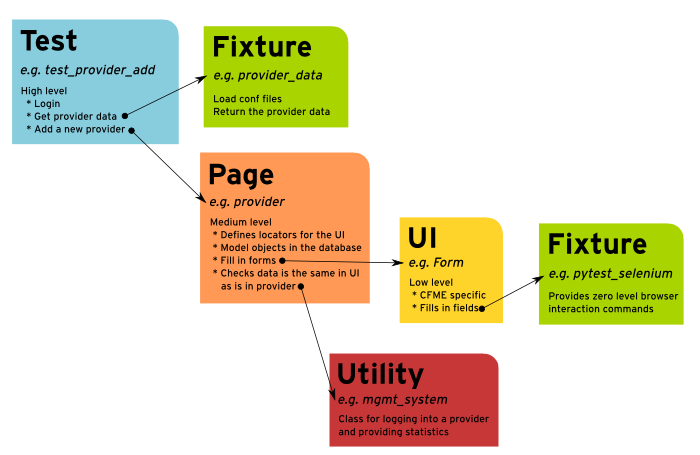 Test
e.g. test_provider_add
High level
* Login
* Get provider data
* Add a new provider
Fixture
e.g. provider_data
Load conf files
Return the provider data
Page
e.g. provider
Medium level
* Defines locators for the UI
* Model objects in the database
* Fill in forms
* Checks data is the same in UI
as is in provider
UI
e.g. Form
Low level
* CFME specific
* Fills in fields
Fixture
e.g. pytest_selenium
Provides zero level browser
interaction commands
Utility
e.g. mgmt_system
Class for logging into a provider
and providing statistics